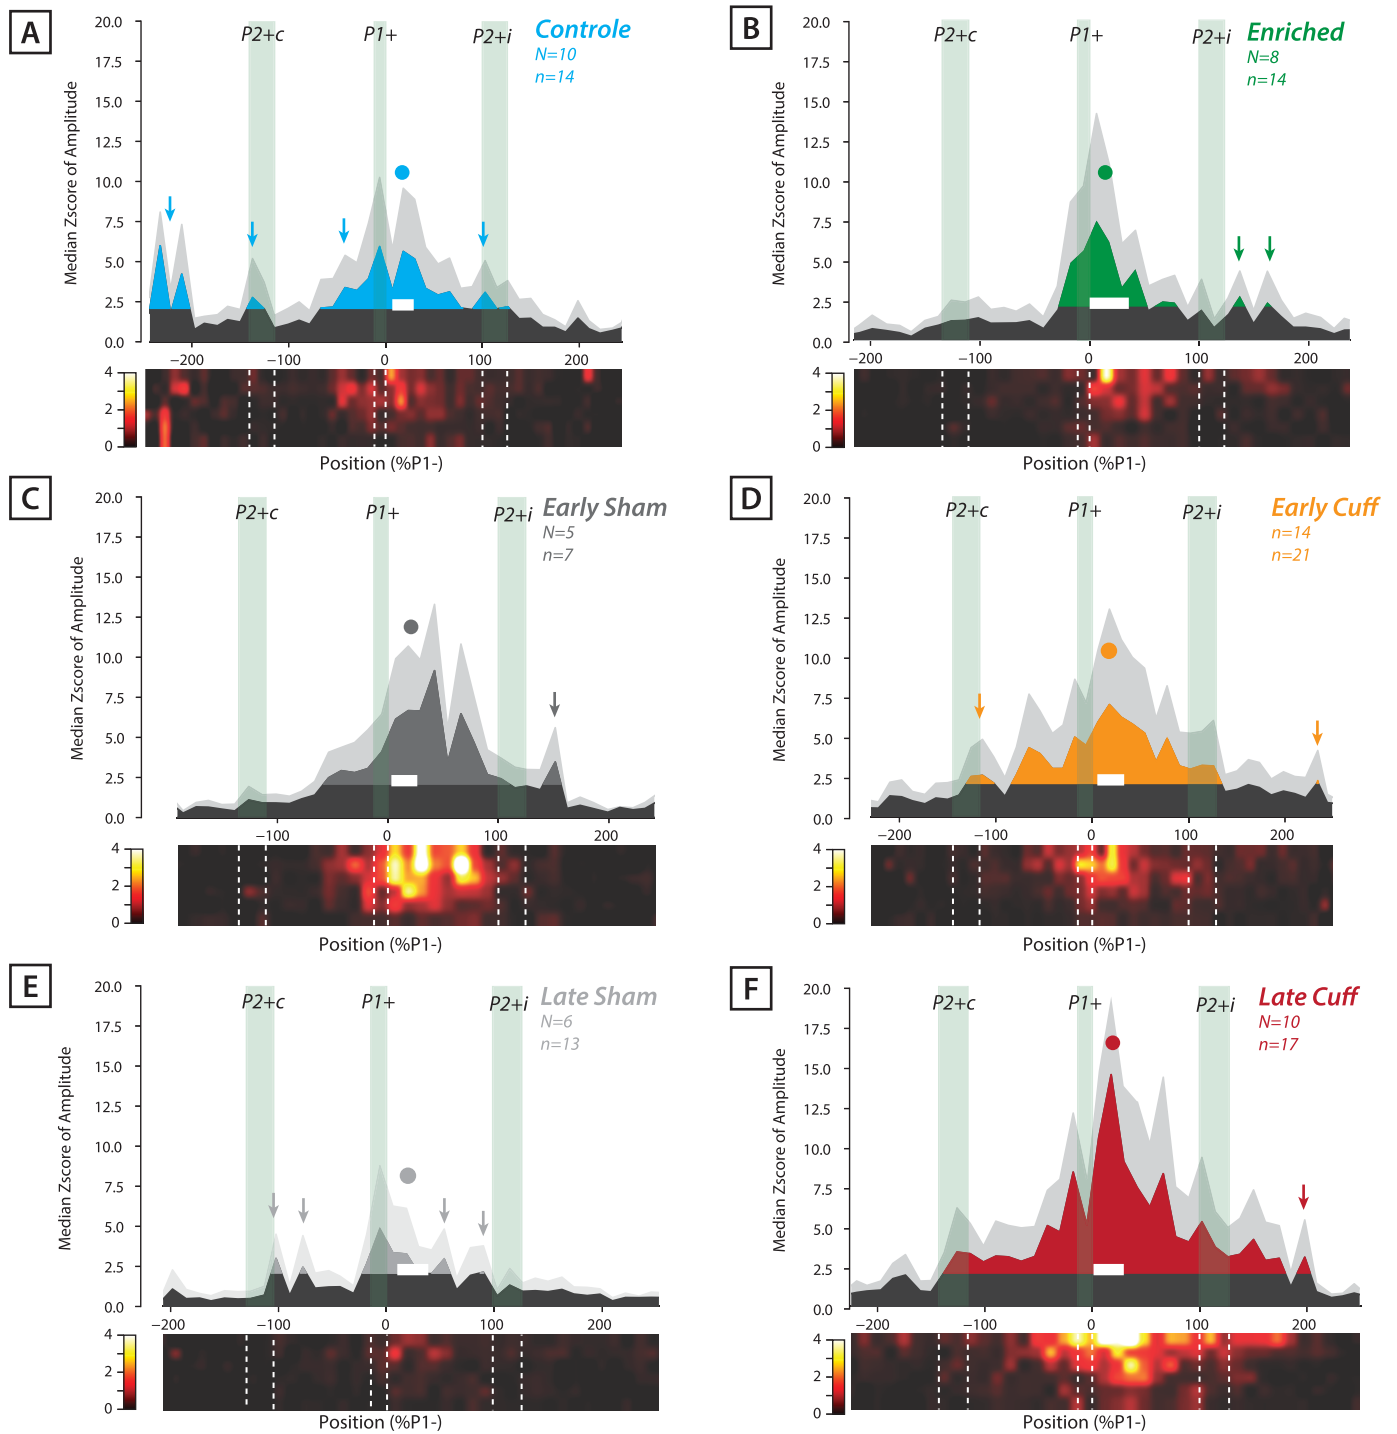 A
Controle
N=10
n=14
P2+c
P1+
P2+i
Median Zscore of Amplitude
20.0
17.5
15.0
12.5
10.0
7.5
5.0
2.5
0.0
−200
−100
0
100
200
4
2
0
Position (%P1-)
B
Enriched
N=8
n=14
P2+c
P1+
P2+i
Median Zscore of Amplitude
20.0
17.5
15.0
12.5
10.0
7.5
5.0
2.5
0.0
−200
−100
0
100
200
4
2
0
Position (%P1-)
C
Early Sham
N=5
n=7
P2+c
P1+
P2+i
Median Zscore of Amplitude
20.0
17.5
15.0
12.5
10.0
7.5
5.0
2.5
0.0
−100
0
100
200
4
2
0
Position (%P1-)
D
Early Cuff
n=14
n=21
P2+c
P1+
P2+i
Median Zscore of Amplitude
20.0
17.5
15.0
12.5
10.0
7.5
5.0
2.5
0.0
−200
−100
0
100
200
4
2
0
Position (%P1-)
E
Late Sham
N=6
n=13
P2+c
P1+
P2+i
Median Zscore of Amplitude
20.0
17.5
15.0
12.5
10.0
7.5
5.0
2.5
0.0
−200
−100
0
100
200
4
2
0
Position (%P1-)
F
Late Cuff
N=10
n=17
P2+c
P1+
P2+i
Median Zscore of Amplitude
20.0
17.5
15.0
12.5
10.0
7.5
5.0
2.5
0.0
−200
−100
0
100
200
4
2
0
Position (%P1-)